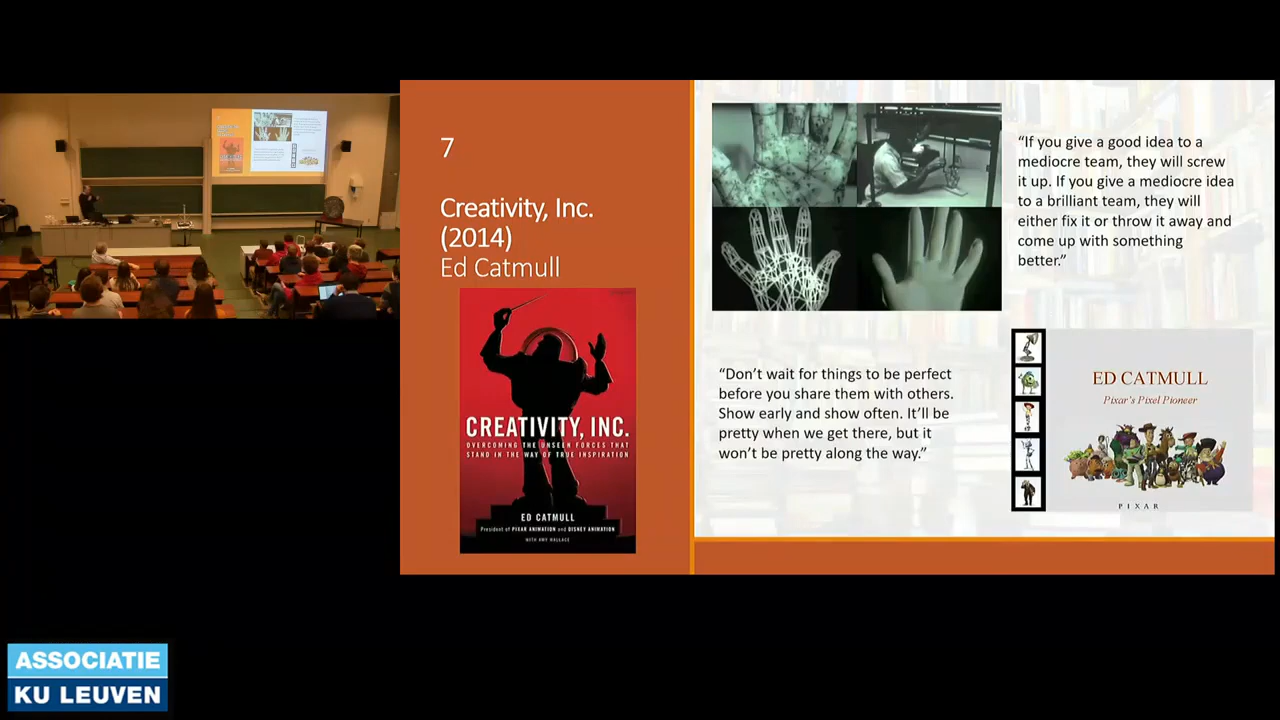 7
Creativity, Inc.
(2014)
Ed Catmull
CREATIVITY, INC.
OVERCOMING THE UNSEEN FORCES THAT
STAND IN THE WAY OF TRUE INSPIRATION
ED CATMULL
President of PIXAR ANIMATION and DISNEY ANIMATION
WITH AMY WALLACE
“If you give a good idea to a
mediocre team, they will screw
it up. If you give a mediocre idea
to a brilliant team, they will
either fix it or throw it away and
come up with something
better.”
“Don’t wait for things to be perfect
before you share them with others.
Show early and show often. It’ll be
pretty when we get there, but it
won’t be pretty along the way.”
ED CATMULL
Pixar's Pixel Pioneer
PIXAR
ASSOCIATIE
KU LEUVEN